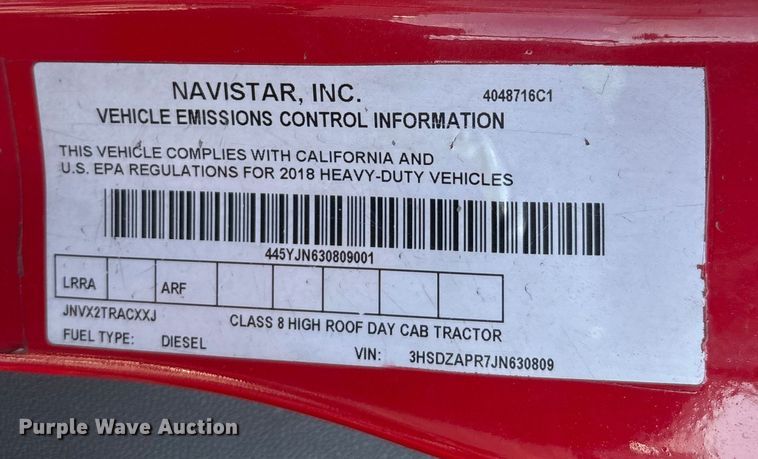 NAVISTAR, INC. 4048716C1
VEHICLE EMISSIONS CONTROL INFORMATION
THIS VEHICLE COMPLIES WITH CALIFORNIA AND
U.S. EPA REGULATIONS FOR 2018 HEAVY-DUTY VEHICLES
445YJN630809001
LRRA ARF
JNVX2TRACXXJ CLASS 8 HIGH ROOF DAY CAB TRACTOR
FUEL TYPE: DIESEL VIN: 3HSDZAPR7JN630809
Purple Wave Auction